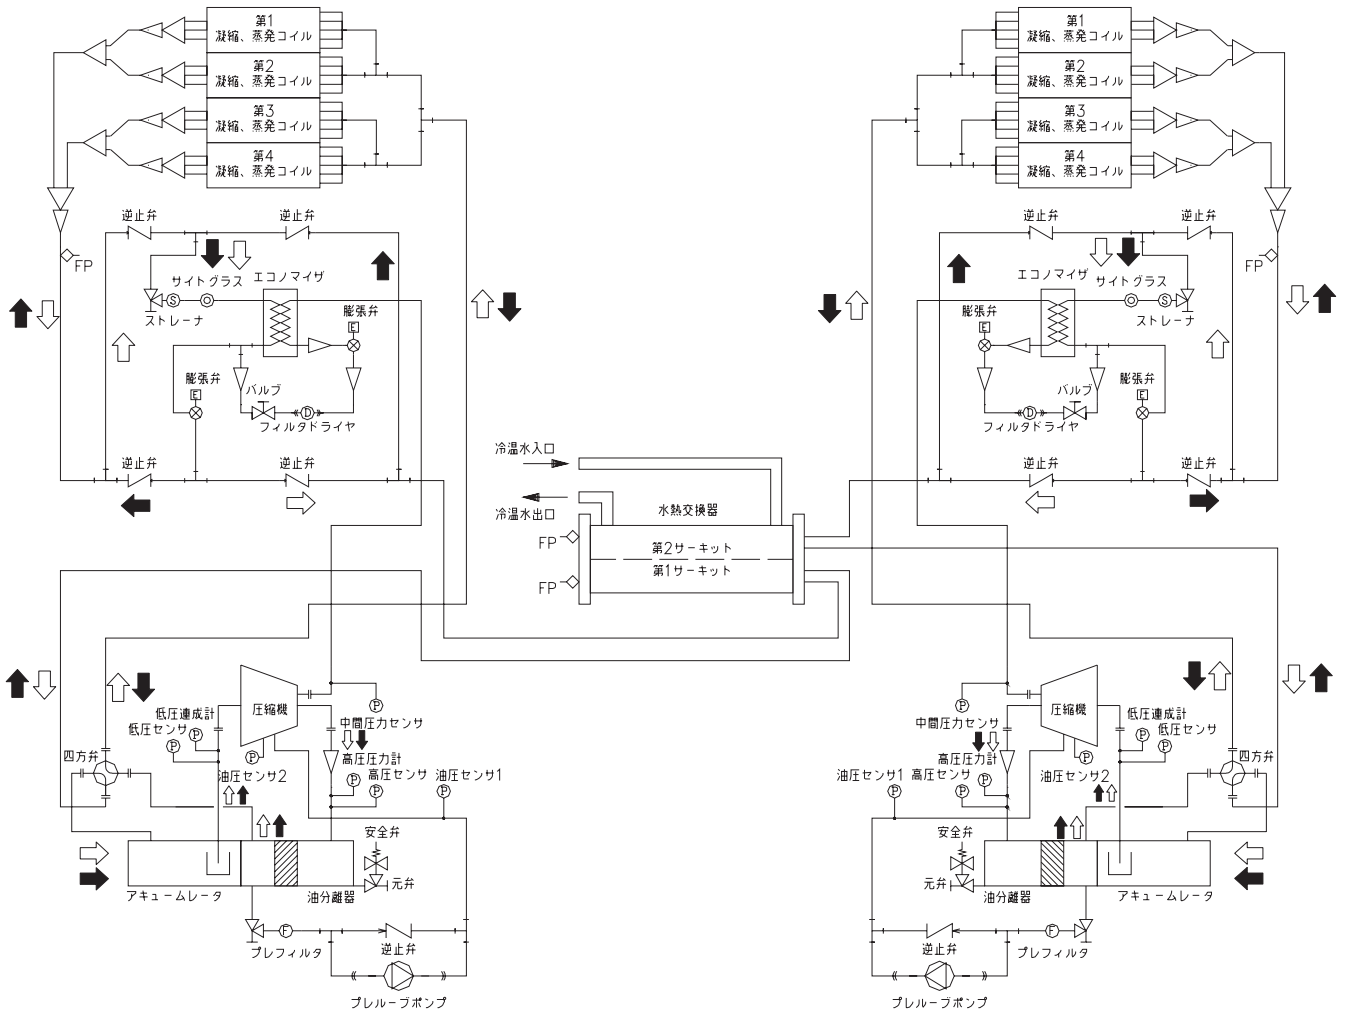 第1
凝縮、蒸発コイル
第2
凝縮、蒸発コイル
第3
凝縮、蒸発コイル
第4
凝縮、蒸発コイル
第1
凝縮、蒸発コイル
第2
凝縮、蒸発コイル
第3
凝縮、蒸発コイル
第4
凝縮、蒸発コイル
逆止弁
逆止弁
FP
サイトグラス
エコノマイザ
S
ストレーナ
膨張弁
E
膨張弁
E
バルブ
D
フィルタドライヤ
逆止弁
逆止弁
逆止弁
逆止弁
FP
エコノマイザ
サイトグラス
S
ストレーナ
膨張弁
E
膨張弁
E
バルブ
D
フィルタドライヤ
逆止弁
逆止弁
冷温水入口
冷温水出口
水熱交換器
FP
第2サーキット
第1サーキット
FP
圧縮機
P
中間圧力センサ
低圧連成計
低圧センサ
P
P
P
四方弁
油圧センサ2
高圧圧力計
高圧センサ
油圧センサ1
P
P
P
安全弁
元弁
アキュームレータ
油分離器
F
プレフィルタ
逆止弁
プレルーブポンプ
圧縮機
P
中間圧力センサ
低圧連成計
低圧センサ
P
P
P
四方弁
高圧圧力計
油圧センサ1
高圧センサ
油圧センサ2
P
P
P
安全弁
元弁
油分離器
アキュームレータ
F
逆止弁
プレフィルタ
プレルーブポンプ